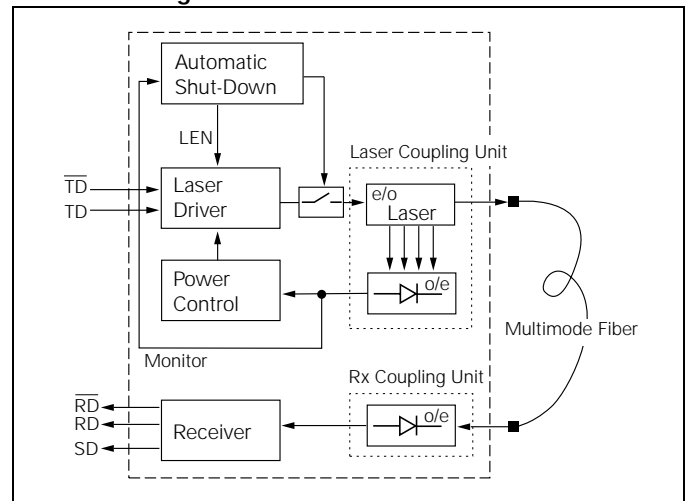 Automatic
Shut-Down
LEN
Laser Coupling Unit
TD
TD
Laser
Driver
e/o
Laser
Power
Control
o/e
Multimode Fiber
Monitor
Rx Coupling Unit
RD
RD
SD
Receiver
o/e